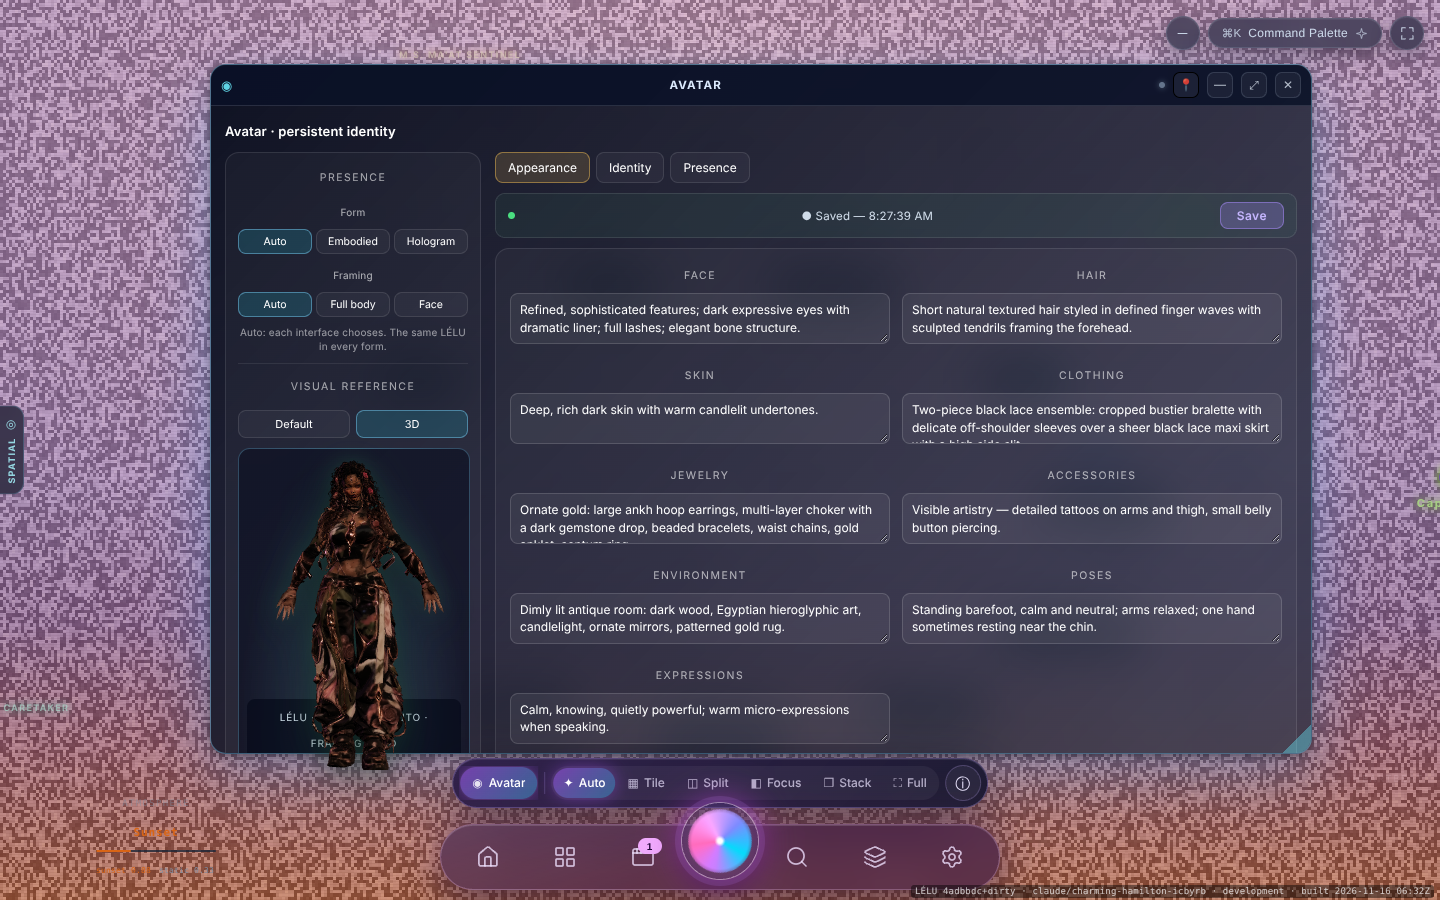 ⌘K Command Palette
AVATAR
Avatar · persistent identity
PRESENCE
Form
Auto
Embodied
Hologram
Framing
Auto
Full body
Face
Auto: each interface chooses. The same LÉLU
in every form.
VISUAL REFERENCE
Default
3D
LÉLU
TO ·
Appearance
Identity
Presence
Saved — 8:27:39 AM
Save
FACE
Refined, sophisticated features; dark expressive eyes with
dramatic liner; full lashes; elegant bone structure.
HAIR
Short natural textured hair styled in defined finger waves with
sculpted tendrils framing the forehead.
SKIN
Deep, rich dark skin with warm candlelit undertones.
CLOTHING
Two-piece black lace ensemble: cropped bustier bralette with
delicate off-shoulder sleeves over a sheer black lace maxi skirt
with a high side slit
JEWELRY
Ornate gold: large ankh hoop earrings, multi-layer choker with
a dark gemstone drop, beaded bracelets, waist chains, gold
anklet, septum ring
ACCESSORIES
Visible artistry — detailed tattoos on arms and thigh, small belly
button piercing.
ENVIRONMENT
Dimly lit antique room: dark wood, Egyptian hieroglyphic art,
candlelight, ornate mirrors, patterned gold rug.
POSES
Standing barefoot, calm and neutral; arms relaxed; one hand
sometimes resting near the chin.
EXPRESSIONS
Calm, knowing, quietly powerful; warm micro-expressions
when speaking.
SPATIAL
CARETAKER
Avatar
Auto
Tile
Split
Focus
Stack
Full
1
LÉLU 4adbbdc+dirty · claude/charming-hamilton-icbyrb · development · built 2026-11-16 06:32Z